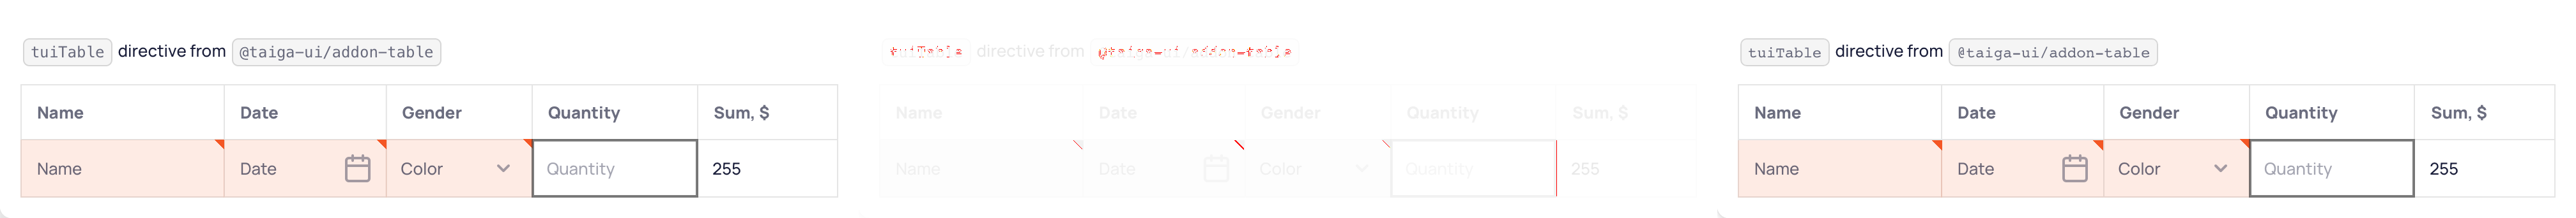 tuiTable directive from @taiga-ui/addon-table
Name Date Gender Quantity Sum, $
Name Date Color Quantity 255
tuiTable directive from @taiga-ui/addon-table
Name Date Gender Quantity Sum, $
Name Date Color Quantity 255
tuiTable directive from @taiga-ui/addon-table
Name Date Gender Quantity Sum, $
Name Date Color Quantity 255